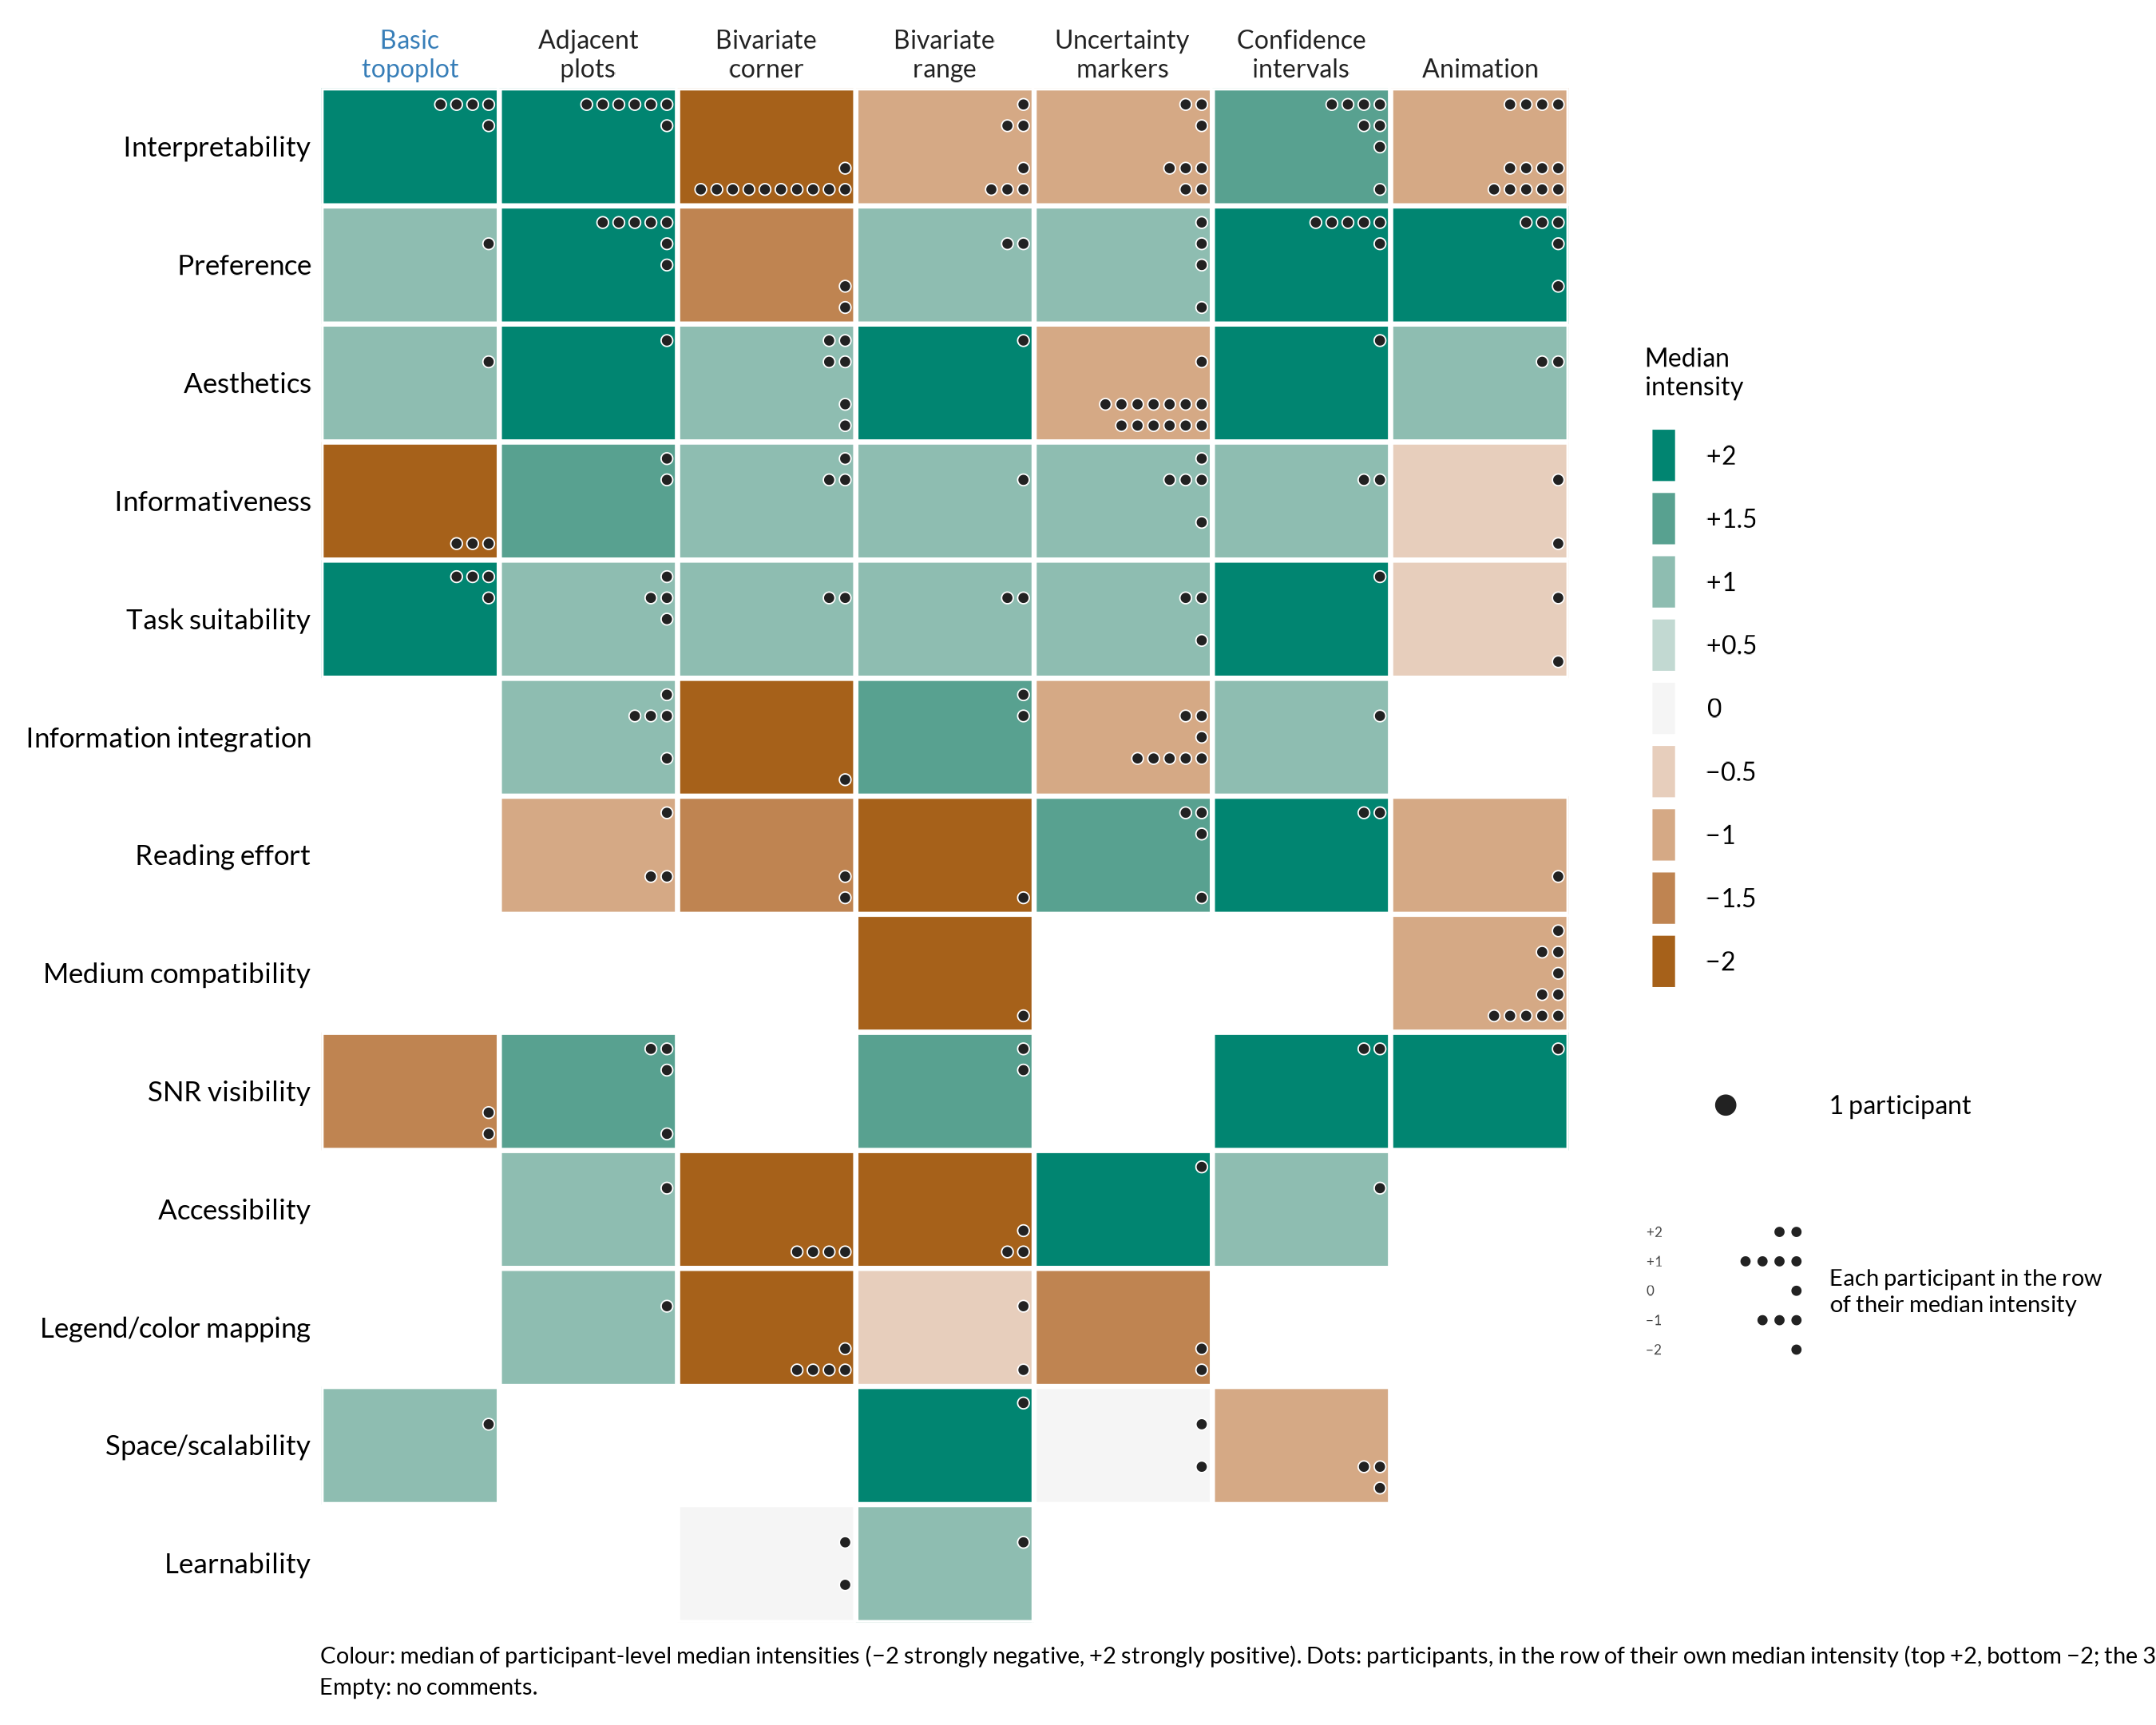 Basic
topoplot
Adjacent
plots
Bivariate
corner
Bivariate
range
Uncertainty
markers
Confidence
intervals
Animation
Interpretability
Preference
Aesthetics
Informativeness
Task suitability
Information integration
Reading effort
Medium compatibility
SNR visibility
Accessibility
Legend/color mapping
Space/scalability
Learnability
Median
intensity
+2
+1.5
+1
+0.5
0
−0.5
−1
−1.5
−2
1 participant
+2
+1
0
−1
−2
Each participant in the row
of their median intensity
Colour: median of participant-level median intensities (−2 strongly negative, +2 strongly positive). Dots: participants, in the row of their own median intensity (top +2, bottom −2; the 3
Empty: no comments.